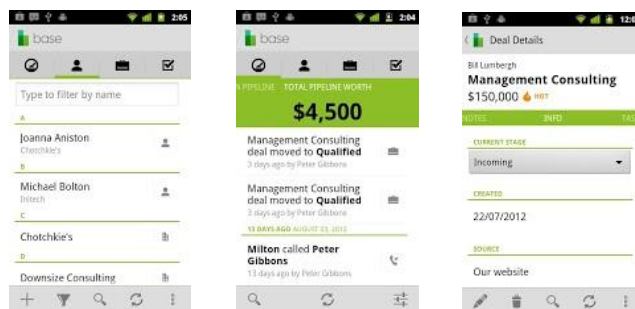 2:05
base
Type to filter by name
A
Joanna Aniston
Chotchkie's
B
Michael Bolton
Initech
C
Chotchkie's
D
Downsize Consulting
2:04
base
N PIPELINE TOTAL PIPELINE WORTH
$4,500
Management Consulting
deal moved to Qualified
3 days ago by Peter Gibbons
Management Consulting
deal moved to Qualified
3 days ago by Peter Gibbons
13 DAYS AGO AUGUST 03, 2012
Milton called Peter
Gibbons
13 days ago by Peter Gibbons
12:0
Deal Details
Bill Lumbergh
Management Consulting
$150,000 HOT
NOTES INFO TAS
CURRENT STAGE
Incoming
CREATED
22/07/2012
SOURCE
Our website